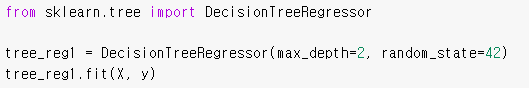 from sklearn.tree import DecisionTreeRegressor
tree_reg1 = DecisionTreeRegressor(max_depth=2, random_state=42)
tree_reg1.fit(X, y)